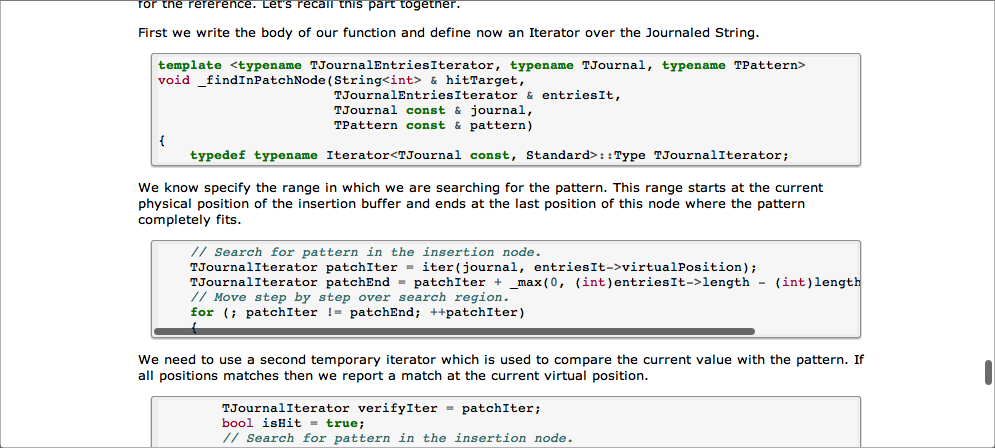 for the reference. Let's recall this part together.
First we write the body of our function and define now an Iterator over the Journaled String.
template <typename TJournalEntriesIterator, typename TJournal, typename TPattern>
void _findInPatchNode(String<int> & hitTarget,
TJournalEntriesIterator & entriesIt,
TJournal const & journal,
TPattern const & pattern)
{
typedef typename Iterator<TJournal const, Standard>::Type TJournalIterator;
We know specify the range in which we are searching for the pattern. This range starts at the current
physical position of the insertion buffer and ends at the last position of this node where the pattern
completely fits.
// Search for pattern in the insertion node.
TJournalIterator patchIter = iter(journal, entriesIt->virtualPosition);
TJournalIterator patchEnd = patchIter + _max(0, (int)entriesIt->length - (int)length
// Move step by step over search region.
for (; patchIter != patchEnd; ++patchIter)
{
We need to use a second temporary iterator which is used to compare the current value with the pattern. If
all positions matches then we report a match at the current virtual position.
TJournalIterator verifyIter = patchIter;
bool isHit = true;
// Search for pattern in the insertion node.